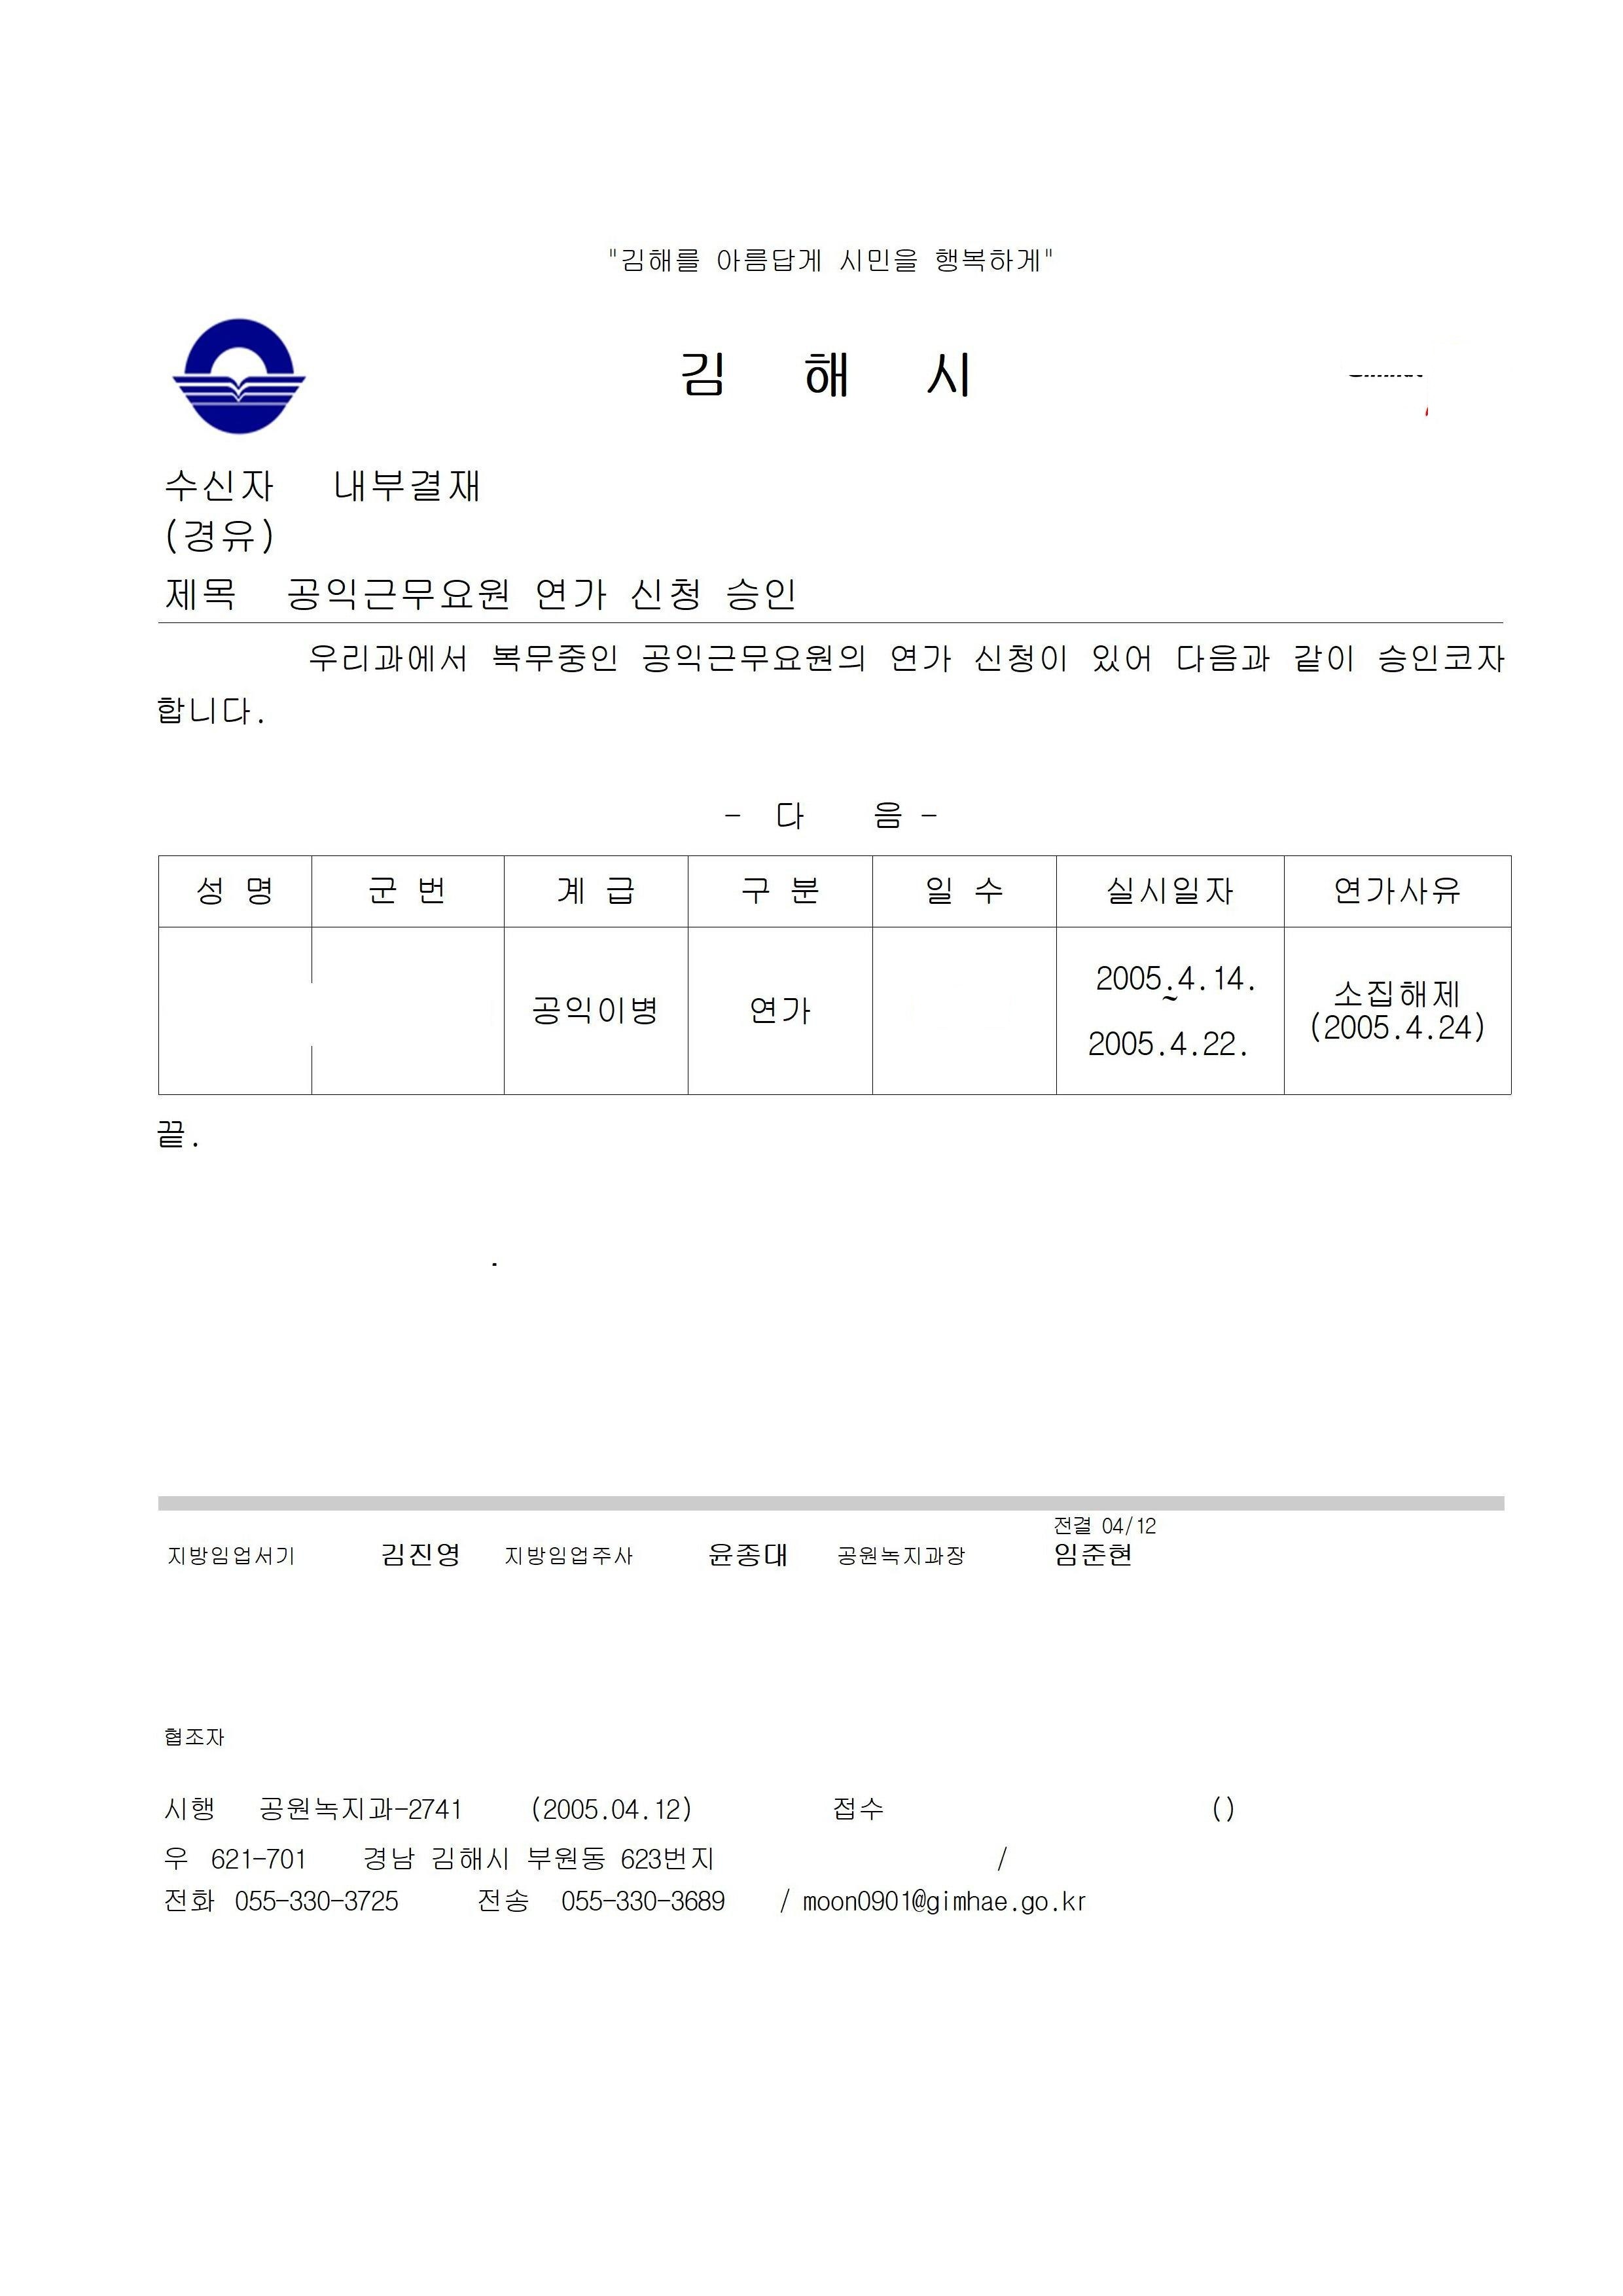 "김해를 아름답게 시민을 행복하게"
김 해 시
수신자 내부결재
(경유)
제목 공익근무요원 연가 신청 승인
우리과에서 복무중인 공익근무요원의 연가 신청이 있어 다음과 같이 승인코자
합니다.
- 다 음 -
성 명 군 번 계 급 구 분 일 수 실시일자 연가사유
공익이병 연가 2005.4.14. ~ 2005.4.22. 소집해제 (2005.4.24)
끝.
전결 04/12
지방임업서기 김진영 지방임업주사 윤종대 공원녹지과장 임준현
협조자
시행 공원녹지과-2741 (2005.04.12) 접수 ()
우 621-701 경남 김해시 부원동 623번지 /
전화 055-330-3725 전송 055-330-3689 / moon0901@gimhae.go.kr